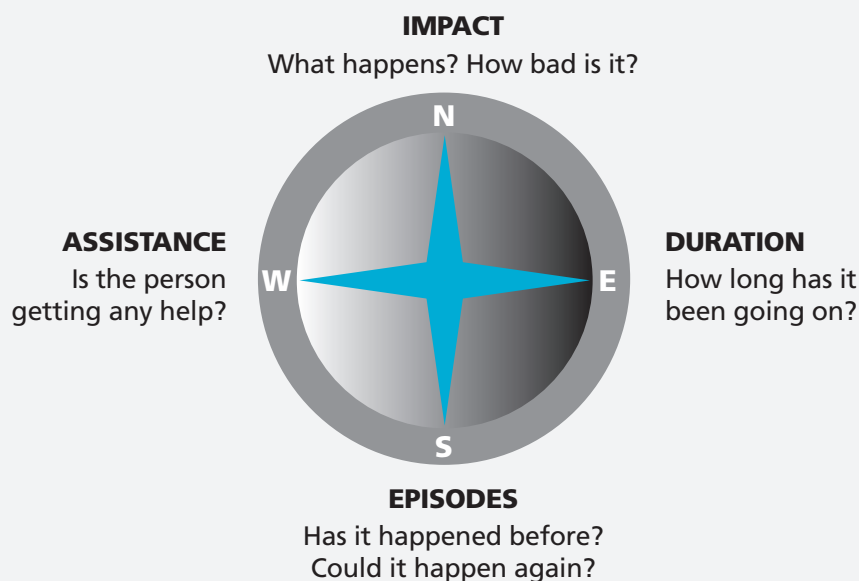 IMPACT
What happens? How bad is it?
N
ASSISTANCE
Is the person
getting any help?
W
E
DURATION
How long has it
been going on?
S
EPISODES
Has it happened before?
Could it happen again?